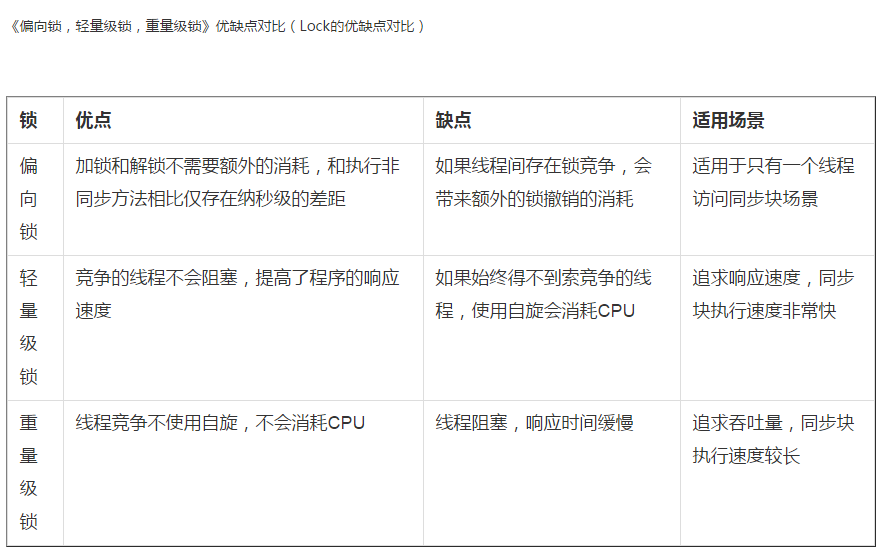 《偏向锁，轻量级锁，重量级锁》优缺点对比（Lock的优缺点对比）
锁 优点 缺点 适用场景
偏向锁 加锁和解锁不需要额外的消耗，和执行非同步方法相比仅存在纳秒级的差距 如果线程间存在锁竞争，会带来额外的锁撤销的消耗 适用于只有一个线程访问同步块场景
轻量级锁 竞争的线程不会阻塞，提高了程序的响应速度 如果始终得不到索竞争的线程，使用自旋会消耗CPU 追求响应速度，同步块执行速度非常快
重量级锁 线程竞争不使用自旋，不会消耗CPU 线程阻塞，响应时间缓慢 追求吞吐量，同步块执行速度较长